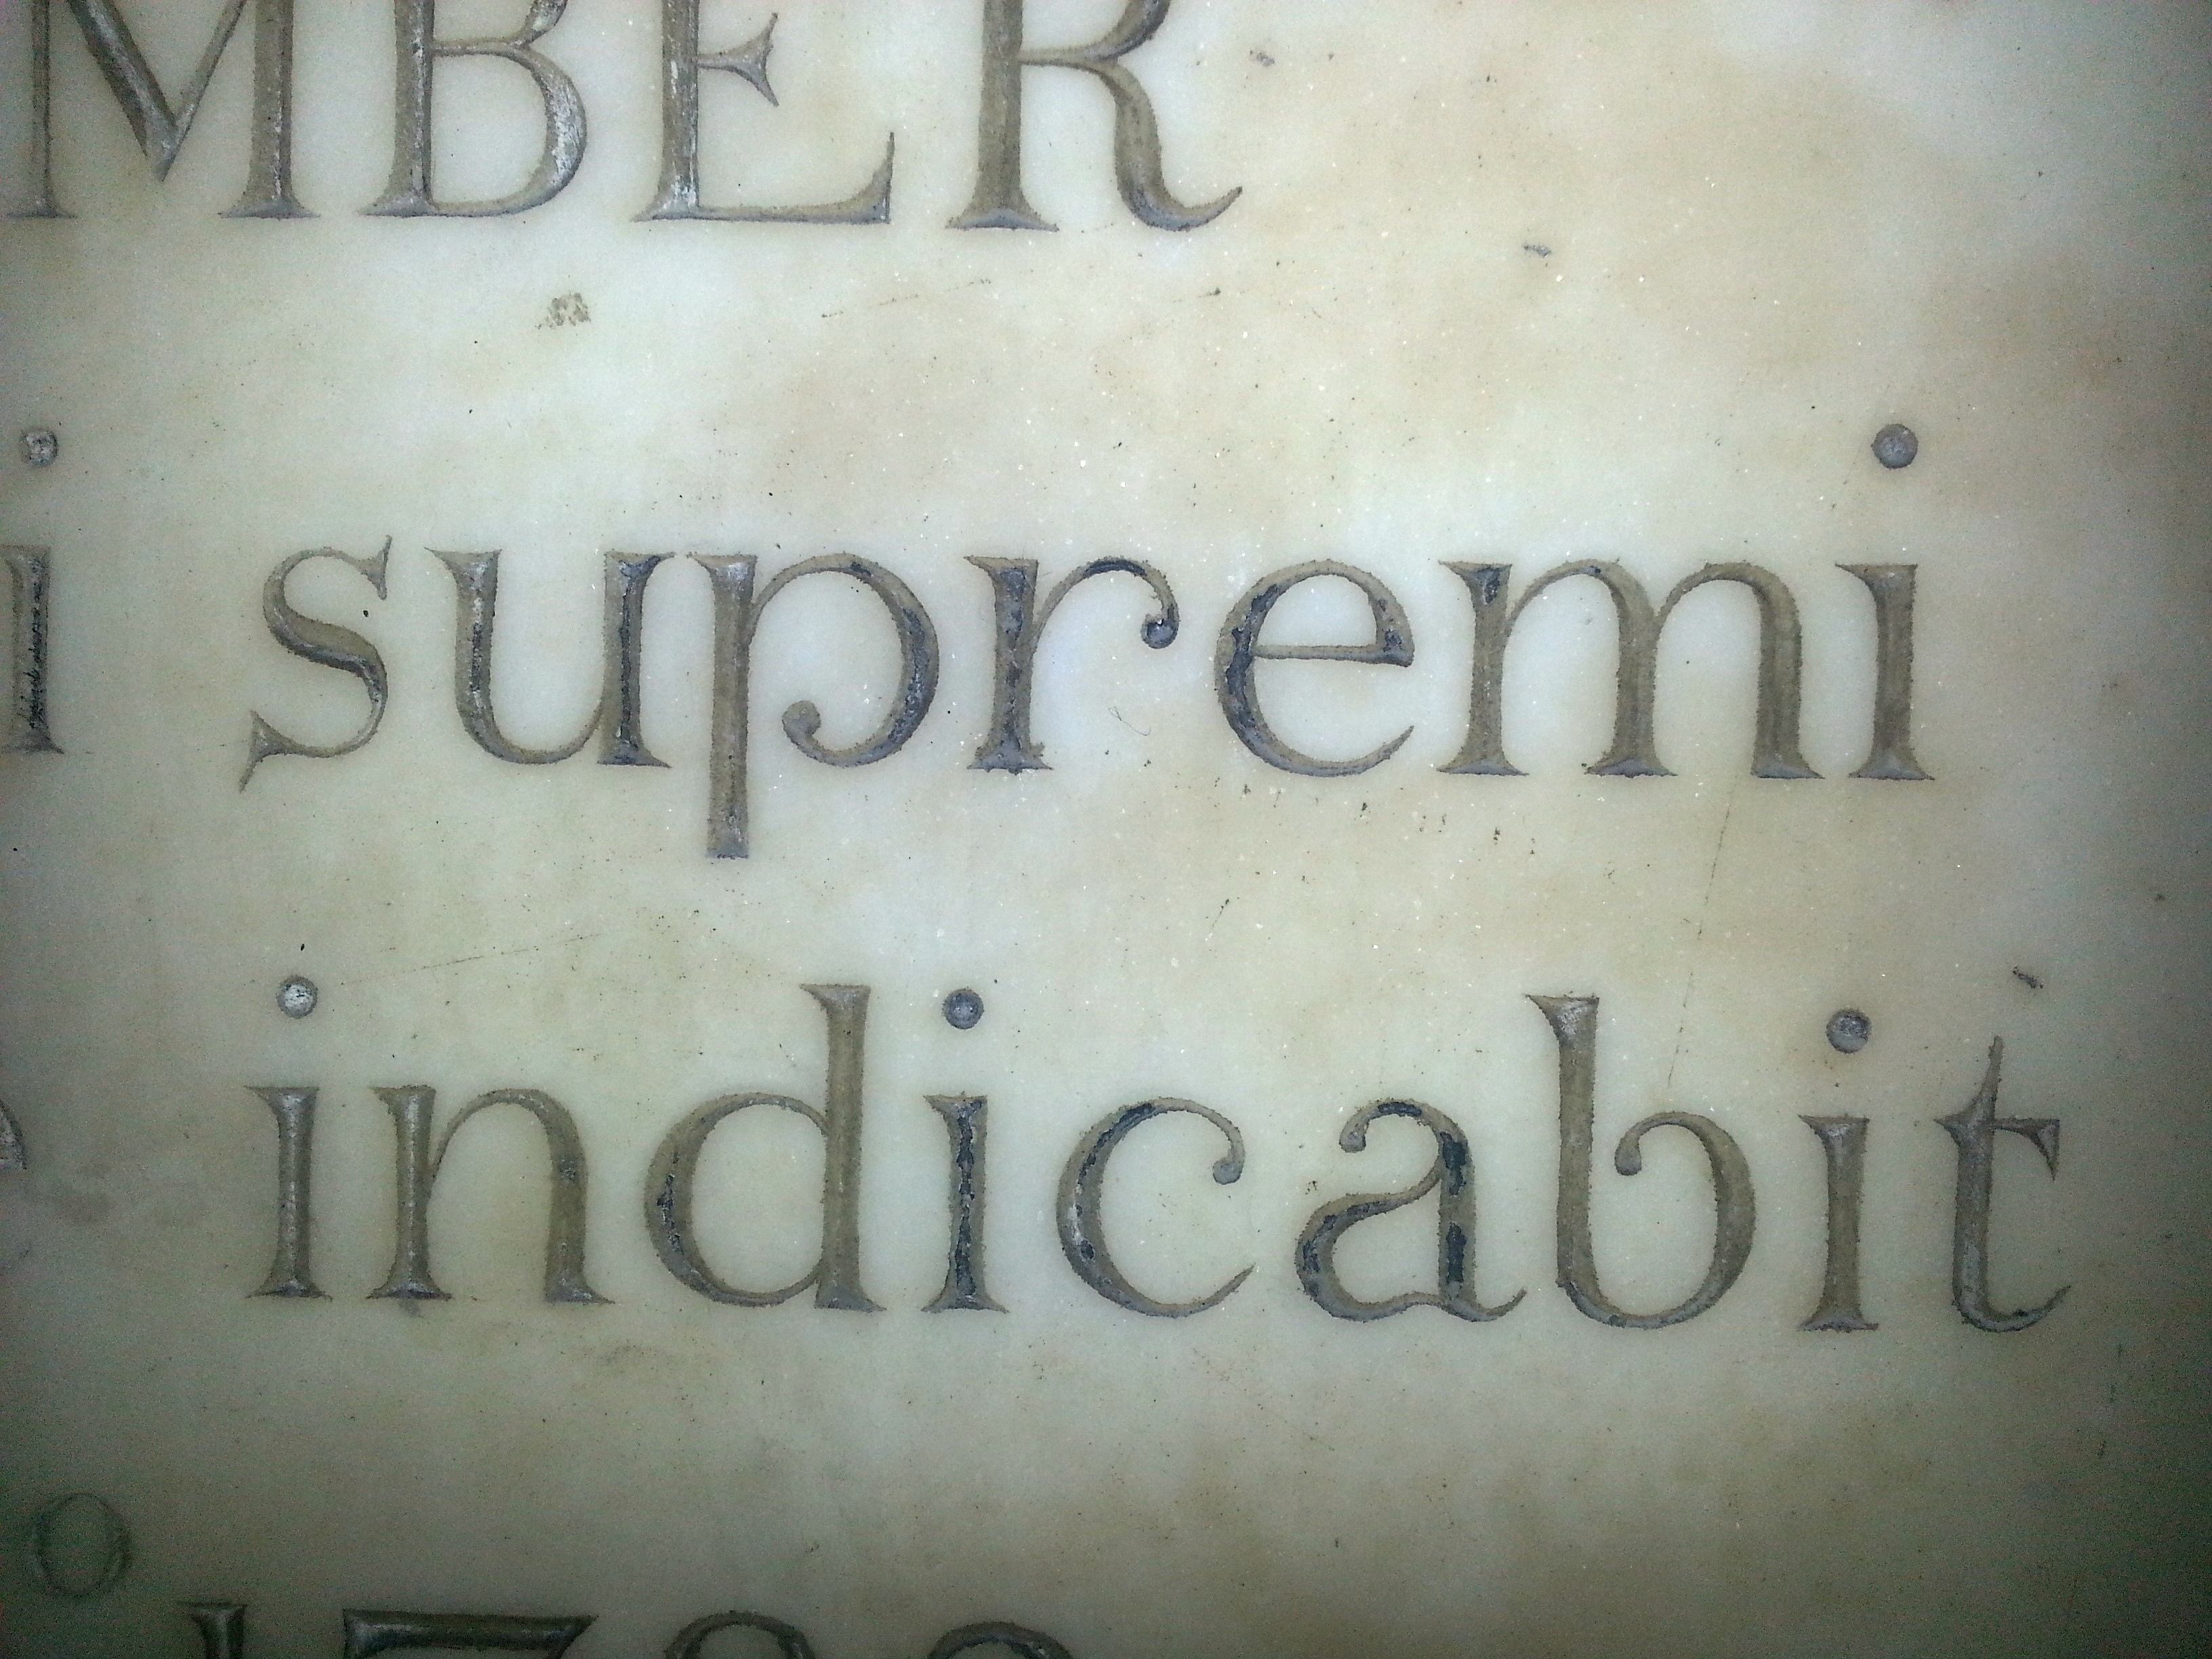 MBER
i supremi
indicabit